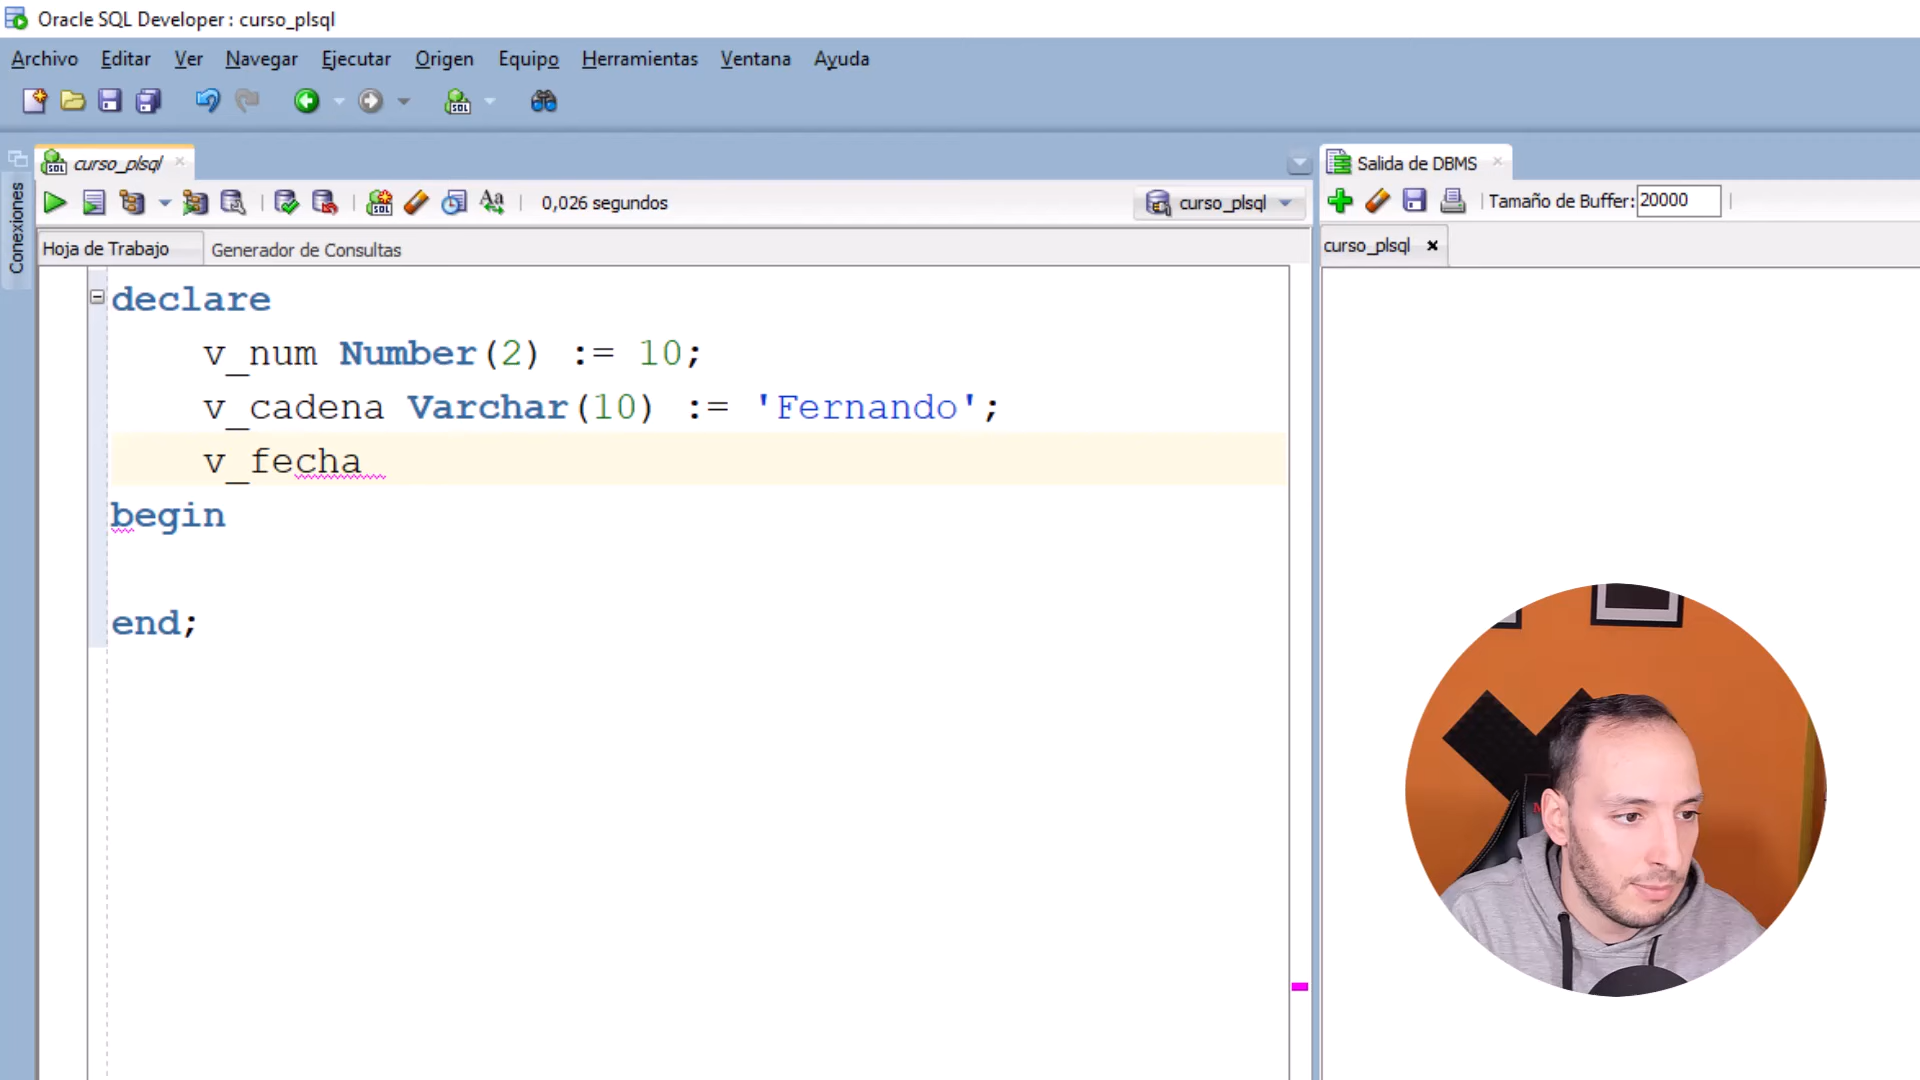 Oracle SQL Developer : curso_plsql
Archivo Editar Ver Navegar Ejecutar Origen Equipo Herramientas Ventana Ayuda
Conexiones
curso_plsql
0,026 segundos
curso_plsql
Hoja de Trabajo Generador de Consultas
declare
v_num Number(2) := 10;
v_cadena Varchar(10) := 'Fernando';
v_fecha
begin
end;
Salida de DBMS
Tamaño de Buffer: 20000
curso_plsql